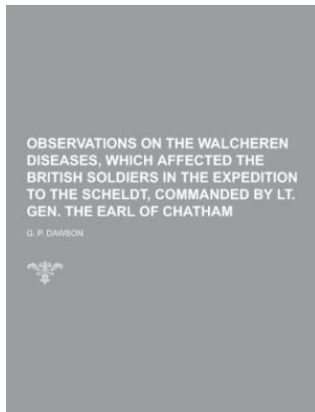 OBSERVATIONS ON THE WALCHEREN
DISEASES, WHICH AFFECTED THE
BRITISH SOLDIERS IN THE EXPEDITION
TO THE SCHELDT, COMMANDED BY LT.
GEN. THE EARL OF CHATHAM
G. P. DAWSON